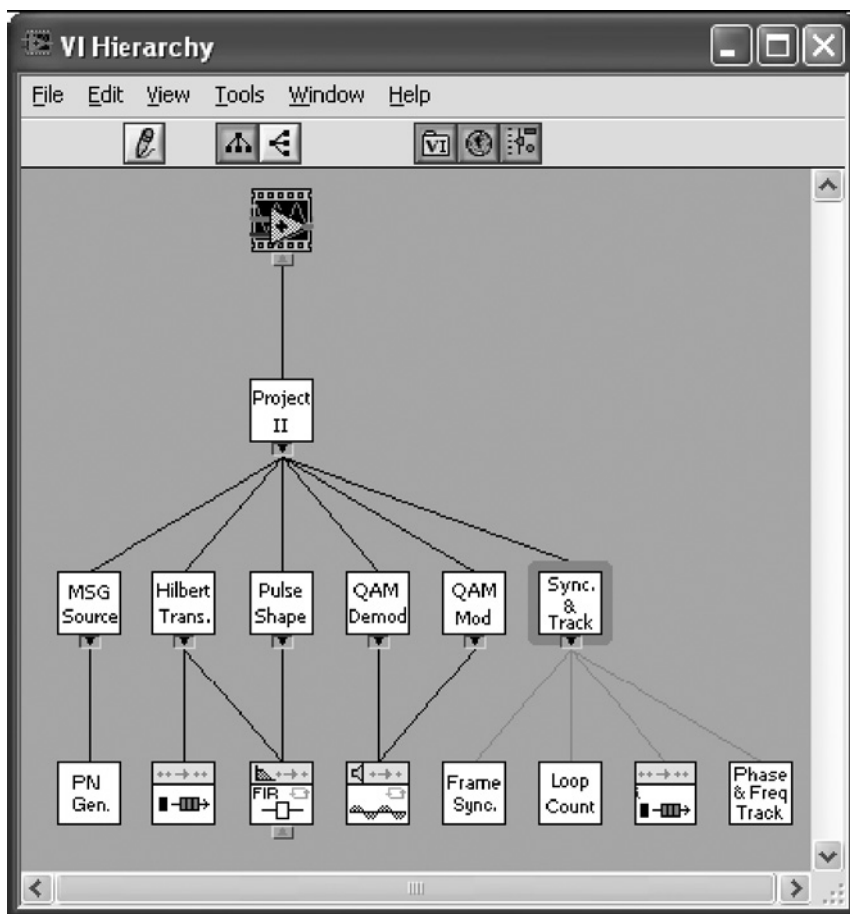 VI Hierarchy
File Edit View Tools Window Help
VI
Project
II
MSG
Source
Hilbert
Trans.
Pulse
Shape
QAM
Demod
QAM
Mod
Sync.
&
Track
PN
Gen.
FIR
Frame
Sync.
Loop
Count
Phase
& Freq
Track